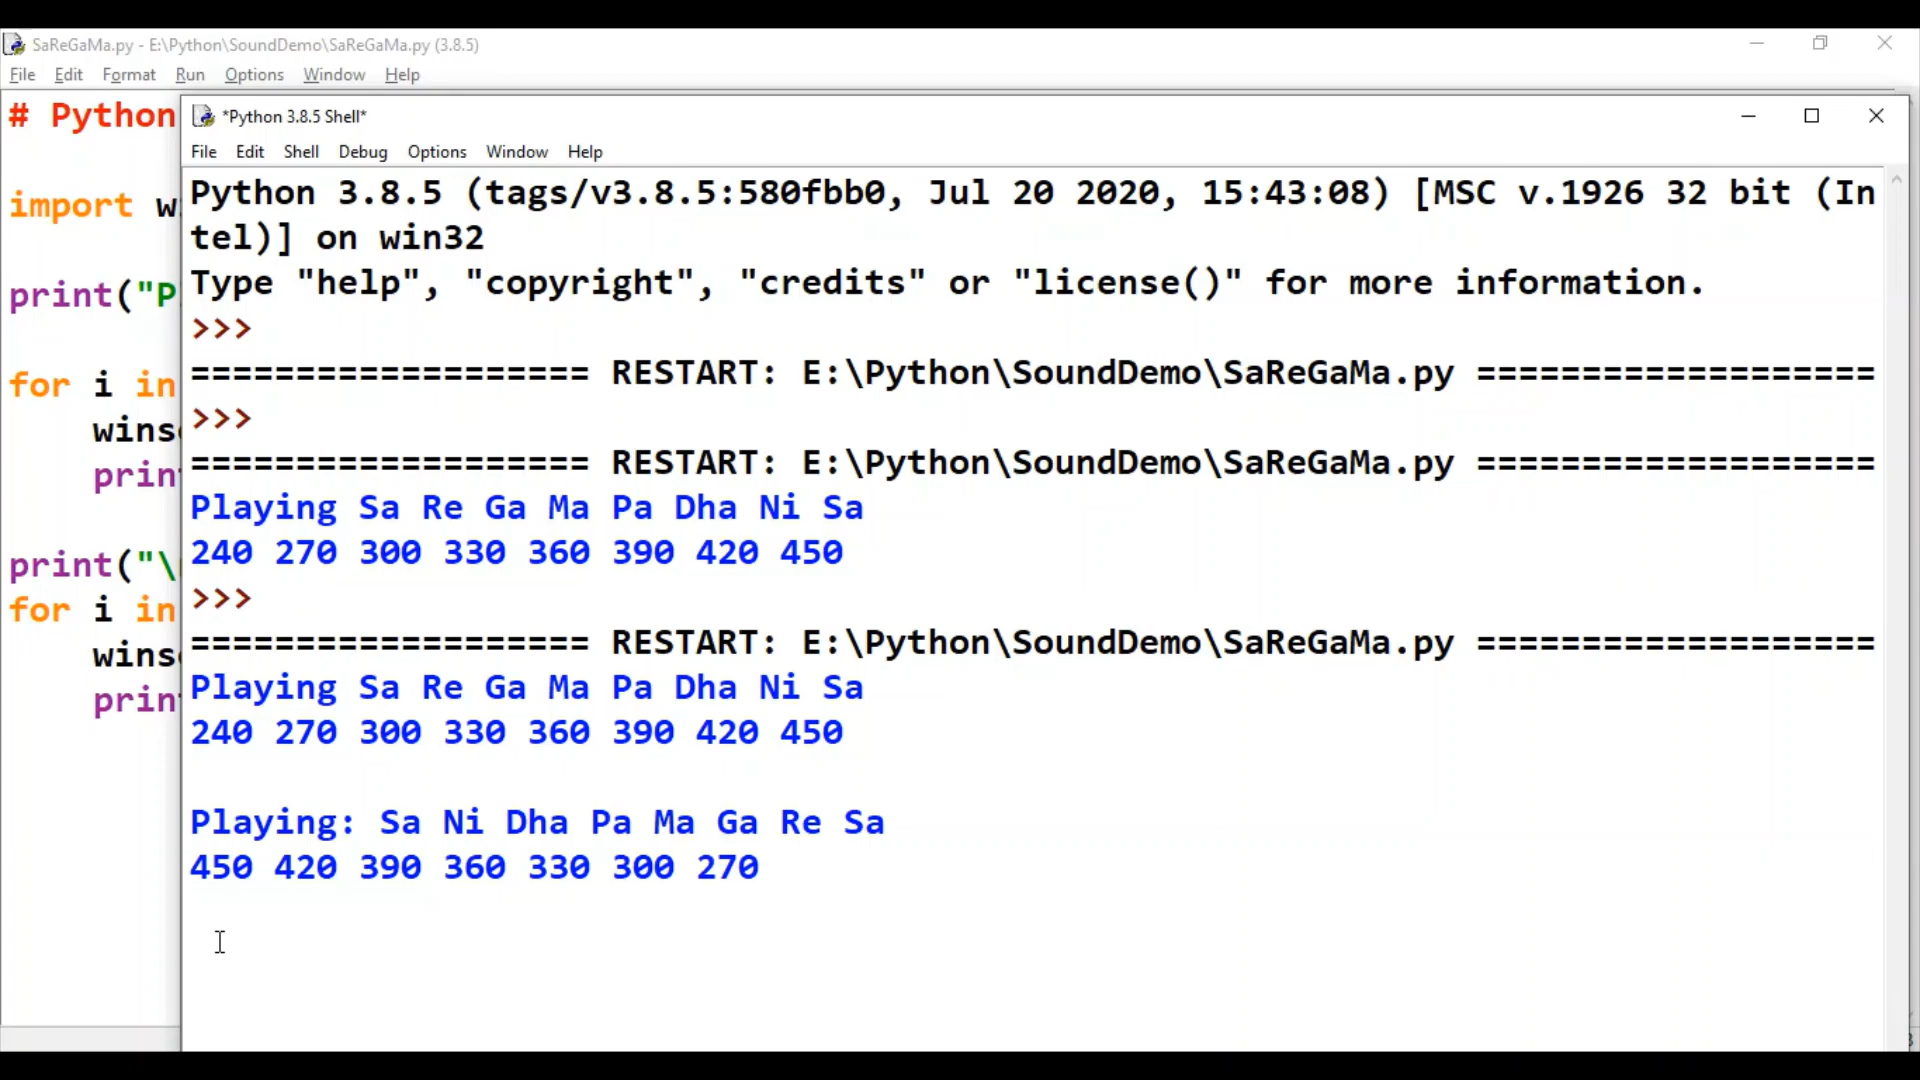 SaReGaMa.py - E:\Python\SoundDemo\SaReGaMa.py (3.8.5)
File Edit Format Run Options Window Help
# Python
import w
print("P
for i in
wins
prin
print("\
for i in
wins
prin
*Python 3.8.5 Shell*
File Edit Shell Debug Options Window Help
Python 3.8.5 (tags/v3.8.5:580fbb0, Jul 20 2020, 15:43:08) [MSC v.1926 32 bit (In
tel)] on win32
Type "help", "copyright", "credits" or "license()" for more information.
>>>
=================== RESTART: E:\Python\SoundDemo\SaReGaMa.py ===================
>>>
=================== RESTART: E:\Python\SoundDemo\SaReGaMa.py ===================
Playing Sa Re Ga Ma Pa Dha Ni Sa
240 270 300 330 360 390 420 450
>>>
=================== RESTART: E:\Python\SoundDemo\SaReGaMa.py ===================
Playing Sa Re Ga Ma Pa Dha Ni Sa
240 270 300 330 360 390 420 450
Playing: Sa Ni Dha Pa Ma Ga Re Sa
450 420 390 360 330 300 270